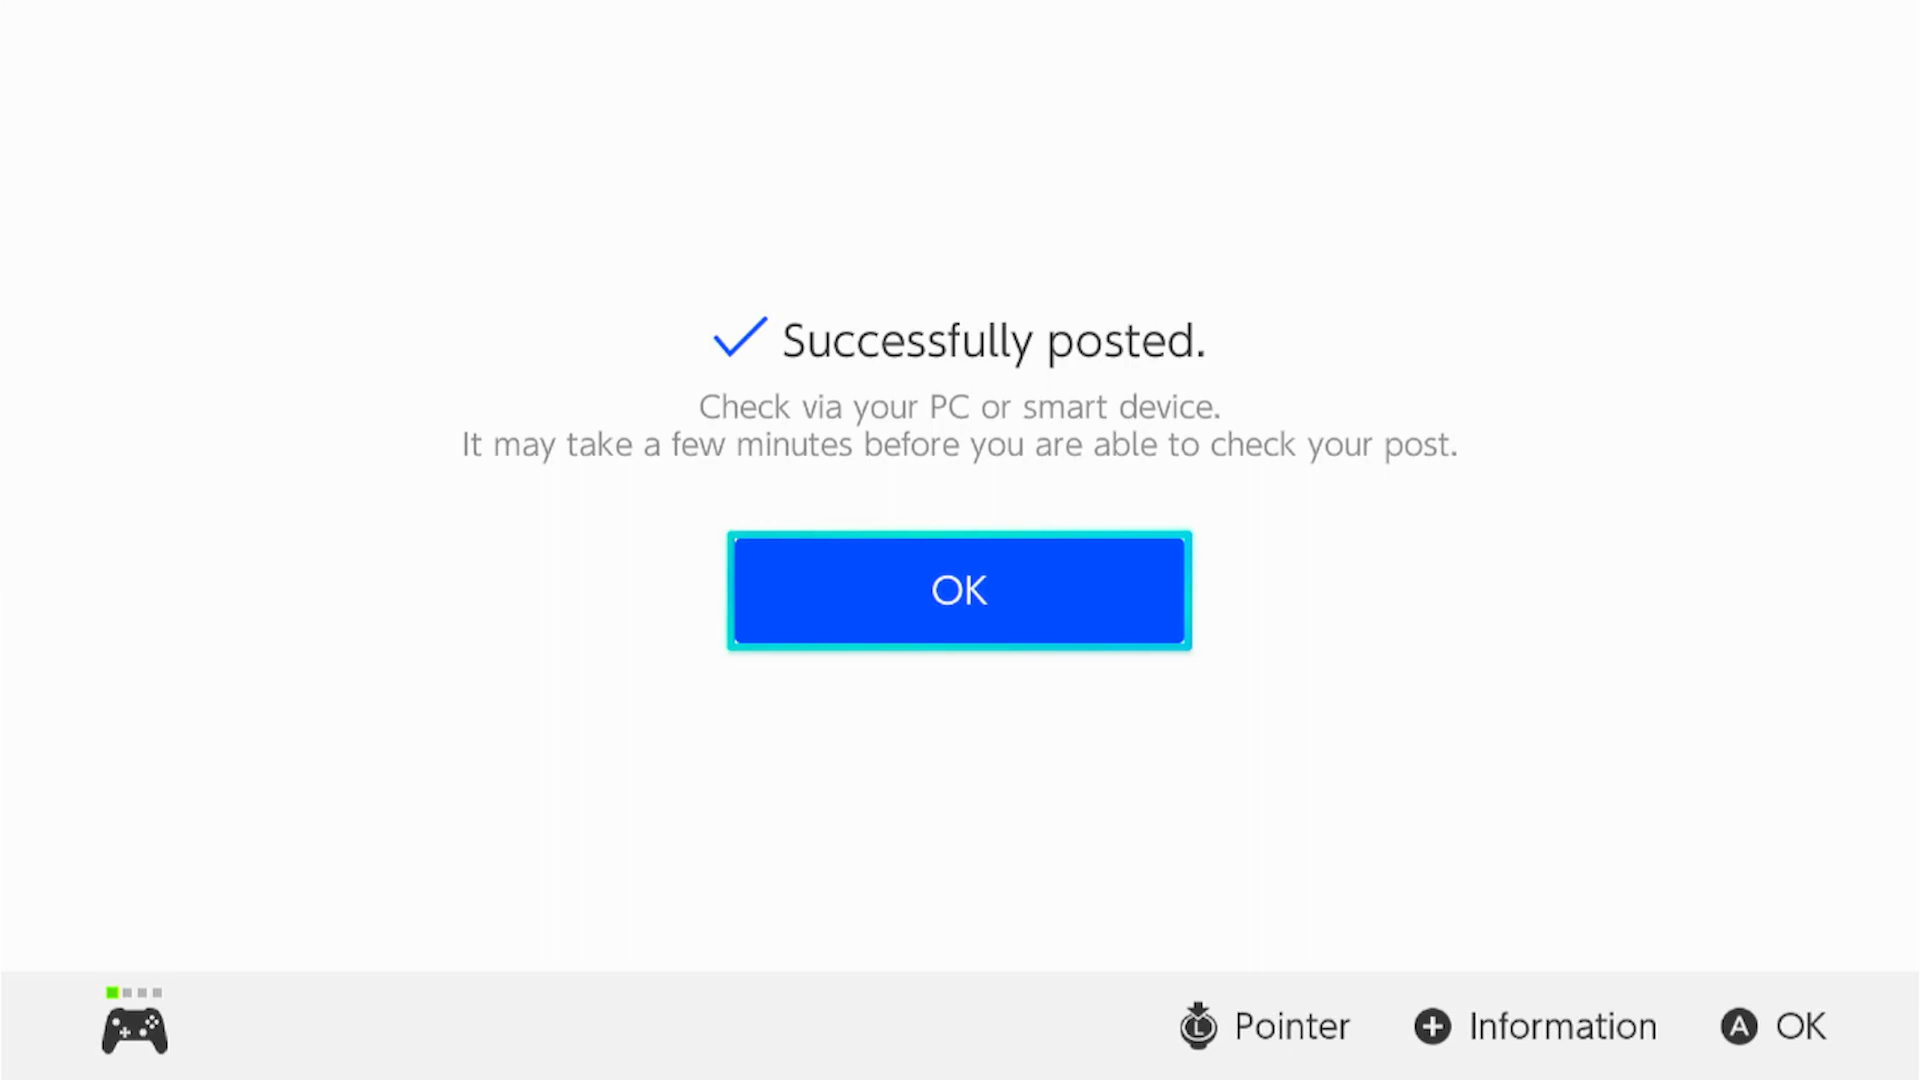 Successfully posted.
Check via your PC or smart device.
It may take a few minutes before you are able to check your post.
OK
L Pointer
+ Information
A OK